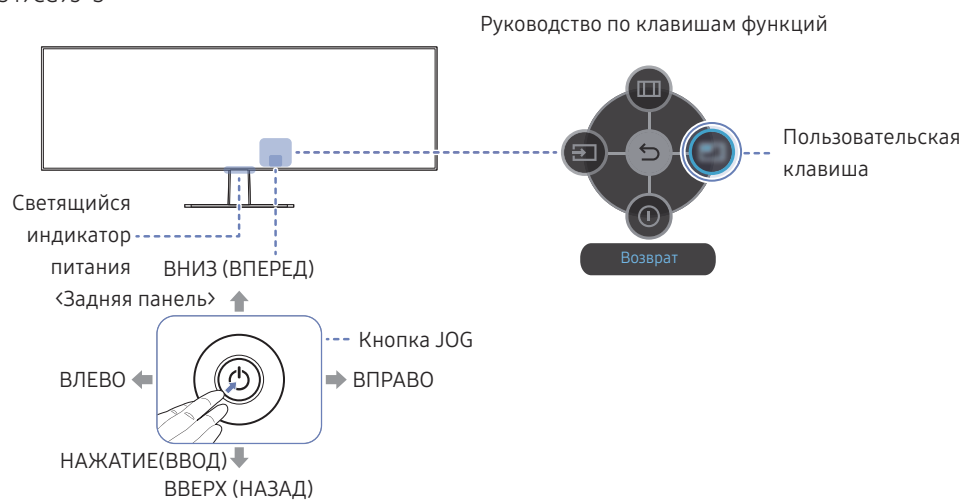 Руководство по клавишам функций
Пользовательская
клавиша
Светящийся
индикатор
питания
Возврат
ВНИЗ (ВПЕРЕД)
<Задняя панель>
Кнопка JOG
ВЛЕВО
ВПРАВО
НАЖАТИЕ(ВВОД)
ВВЕРХ (НАЗАД)